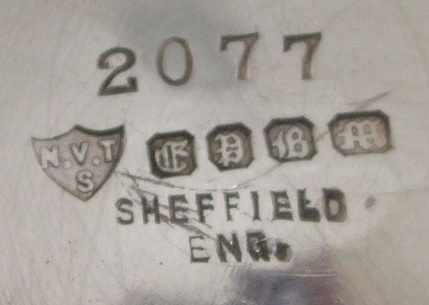 2077
N.V.T
S
E P B M
SHEFFIELD
ENG.